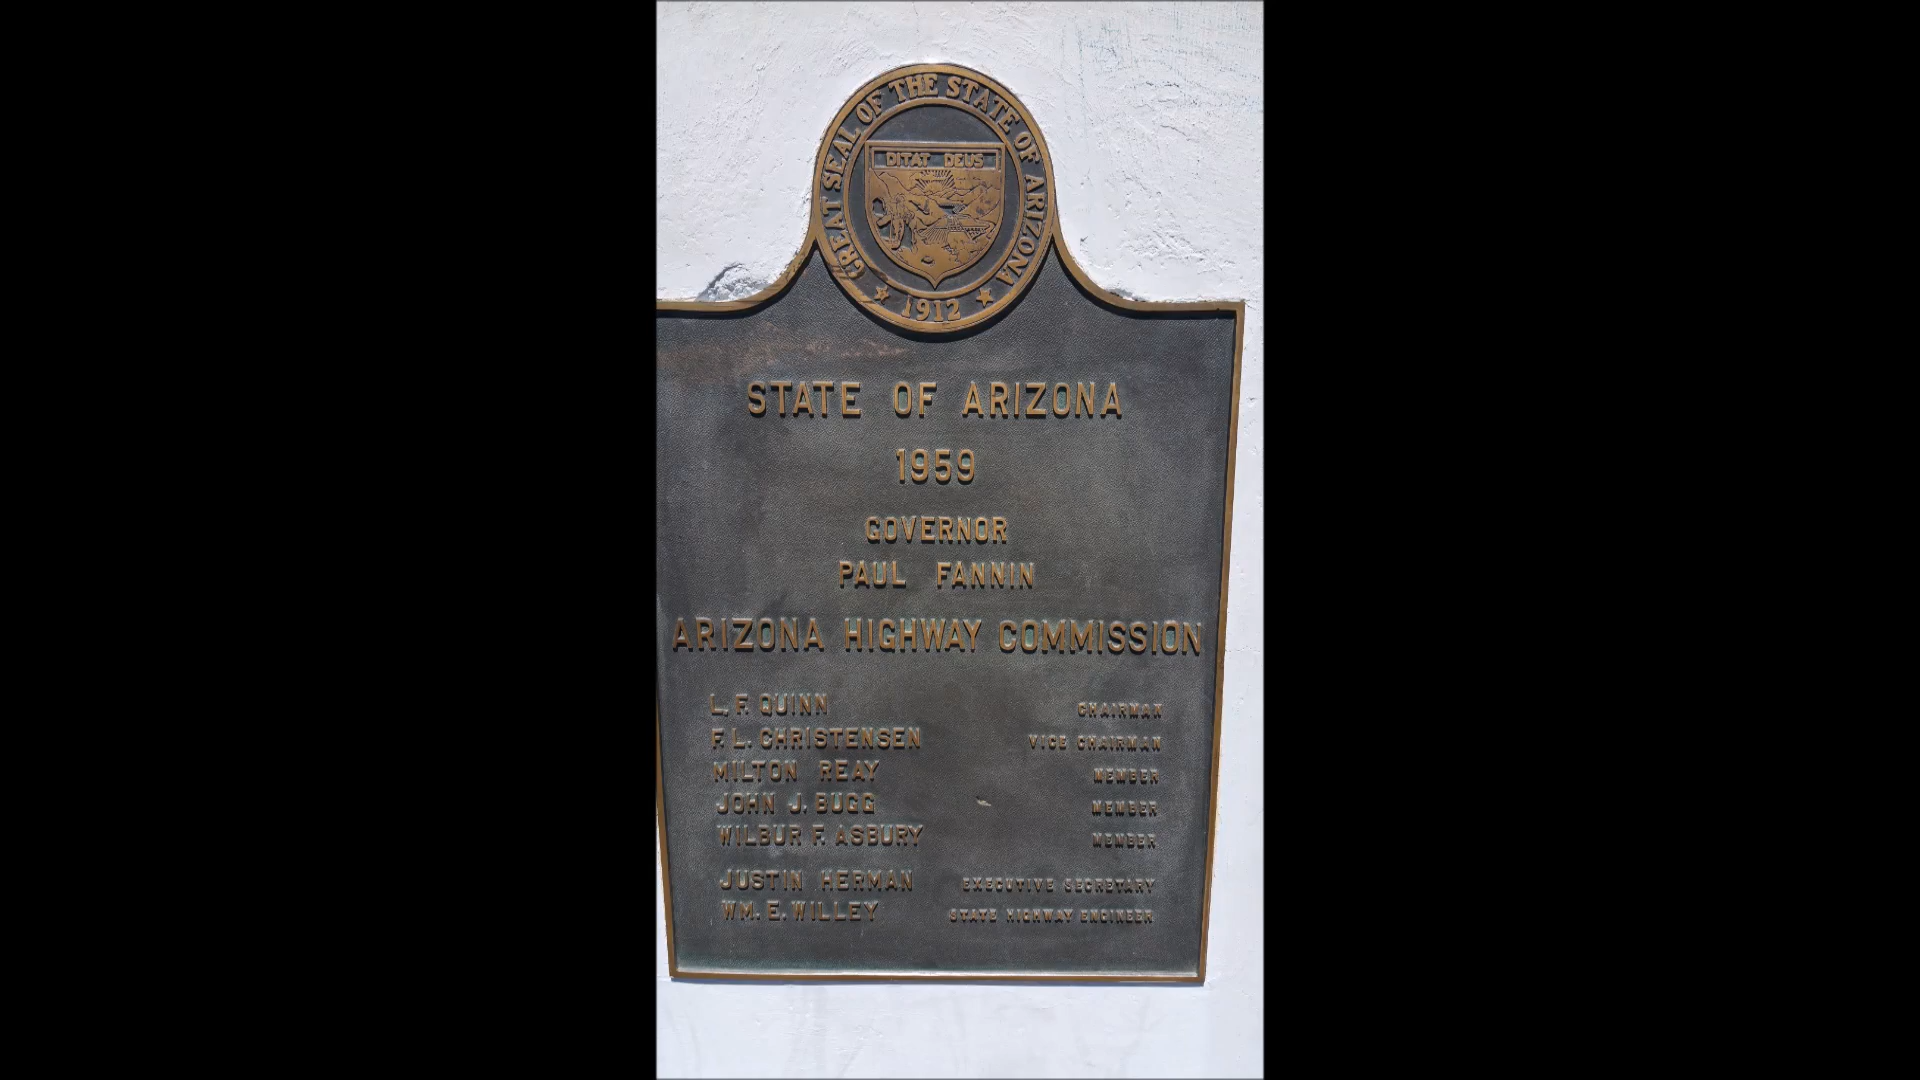 GREAT SEAL OF THE STATE OF ARIZONA
DITAT DEUS
1912
STATE OF ARIZONA
1959
GOVERNOR
PAUL FANNIN
ARIZONA HIGHWAY COMMISSION
L. F. QUINN CHAIRMAN
F. L. CHRISTENSEN VICE CHAIRMAN
MILTON REAY MEMBER
JOHN J. BUGG MEMBER
WILBUR F. ASBURY MEMBER
JUSTIN HERMAN EXECUTIVE SECRETARY
WM. E. WILLEY STATE HIGHWAY ENGINEER